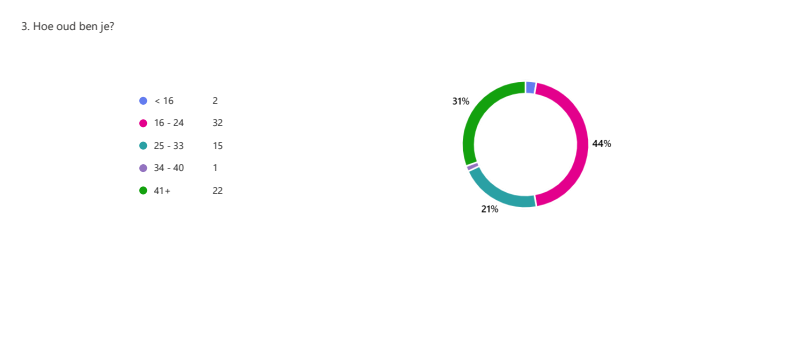 3. Hoe oud ben je?
< 16 2
16 - 24 32
25 - 33 15
34 - 40 1
41+ 22
31%
44%
21%